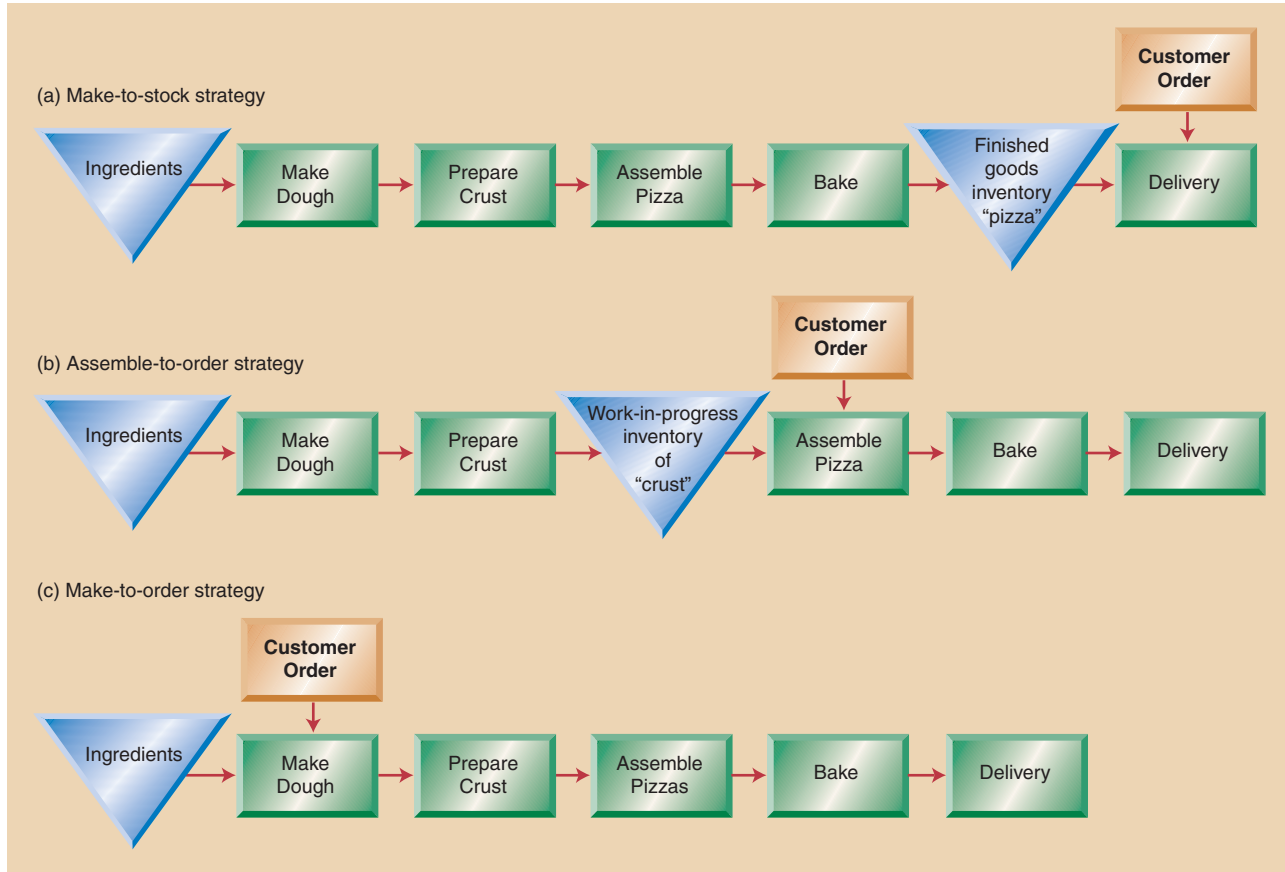 (a) Make-to-stock strategy
Customer
Order
Ingredients
Make
Dough
Prepare
Crust
Assemble
Pizza
Bake
Finished
goods
inventory
“pizza”
Delivery
(b) Assemble-to-order strategy
Customer
Order
Ingredients
Make
Dough
Prepare
Crust
Work-in-progress
inventory
of
“crust”
Assemble
Pizza
Bake
Delivery
(c) Make-to-order strategy
Customer
Order
Ingredients
Make
Dough
Prepare
Crust
Assemble
Pizzas
Bake
Delivery